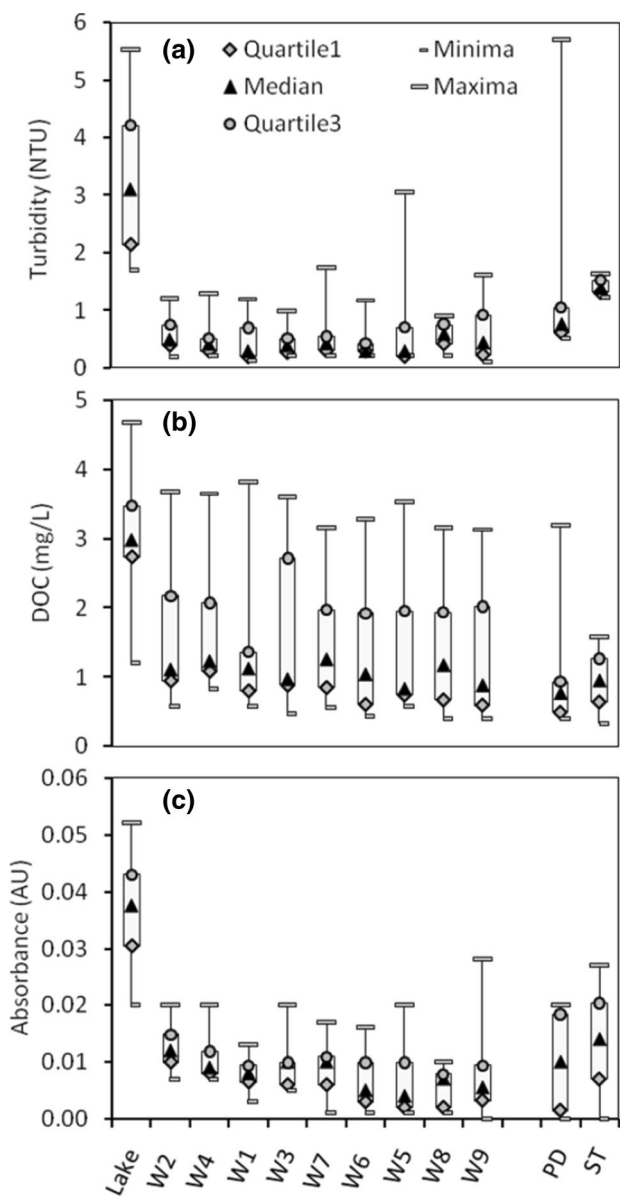 (a)
Quartile1
Minima
Median
Maxima
Quartile3
Turbidity (NTU)
6
5
4
3
2
1
0
(b)
DOC (mg/L)
5
4
3
2
1
0
(c)
Absorbance (AU)
0.06
0.05
0.04
0.03
0.02
0.01
0.00
Lake W2 W4 W1 W3 W7 W6 W5 W8 W9 PD ST